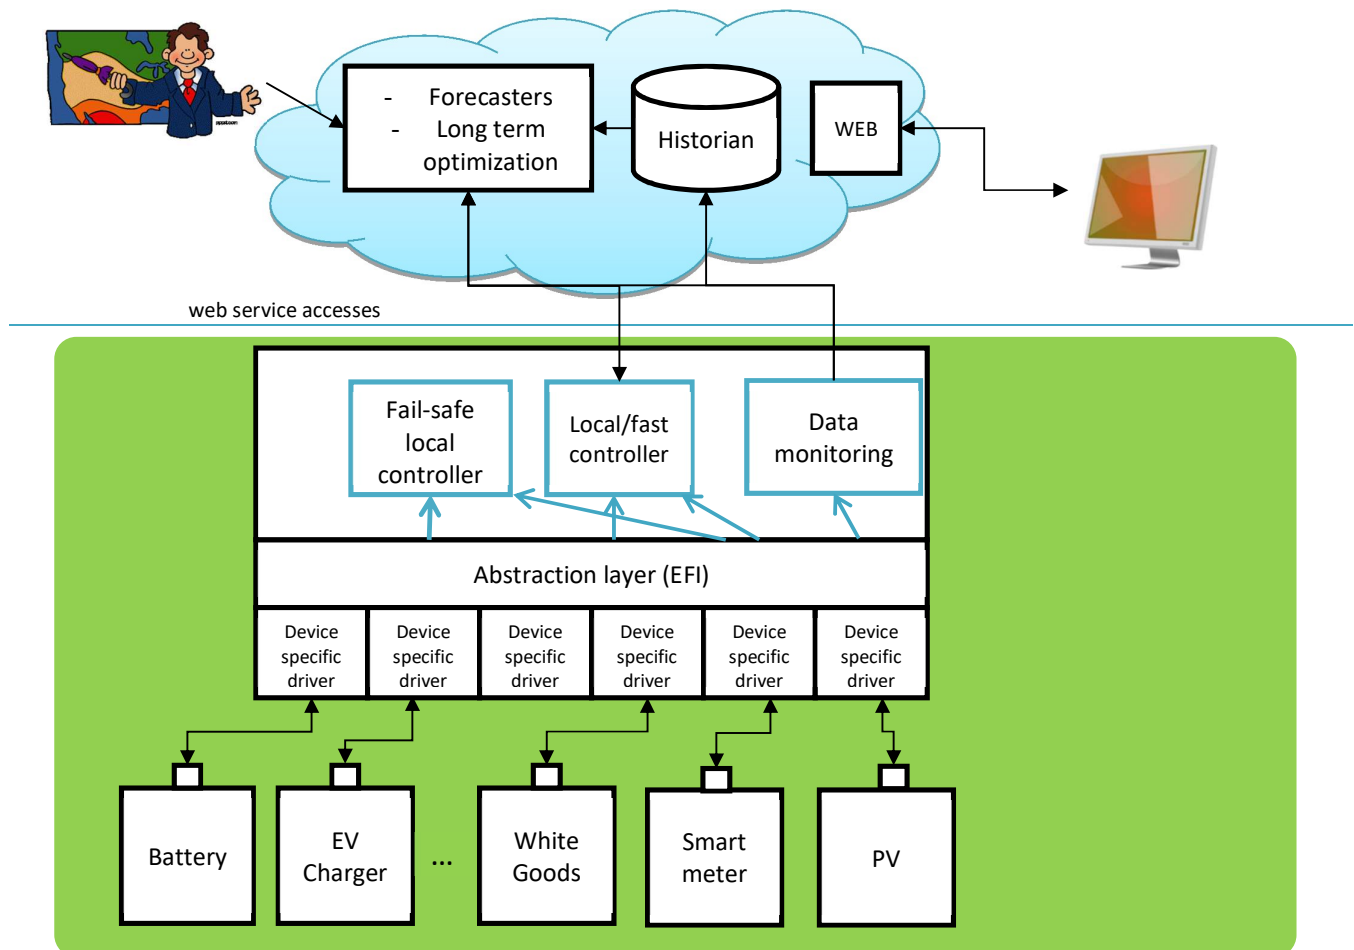 - Forecasters
- Long term
optimization
Historian
WEB
web service accesses
Fail-safe
local
controller
Local/fast
controller
Data
monitoring
Abstraction layer (EFI)
Device
specific
driver
Device
specific
driver
Device
specific
driver
Device
specific
driver
Device
specific
driver
Device
specific
driver
Battery
EV
Charger
...
White
Goods
Smart
meter
PV